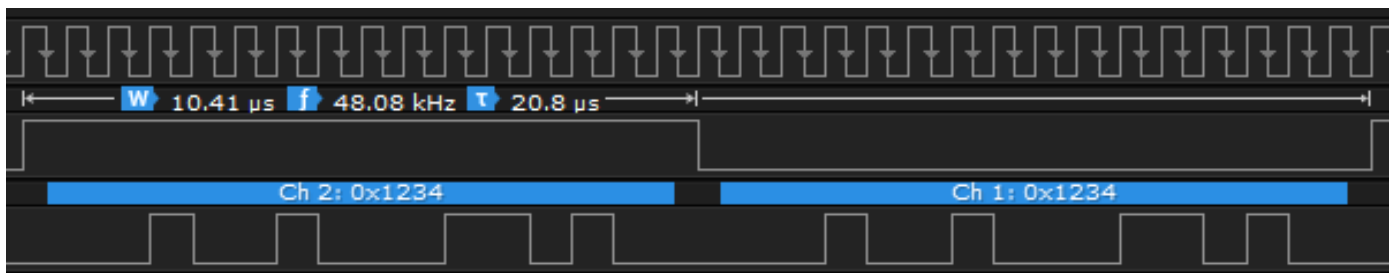 W 10.41 µs f 48.08 kHz τ 20.8 µs
Ch 2: 0x1234 Ch 1: 0x1234